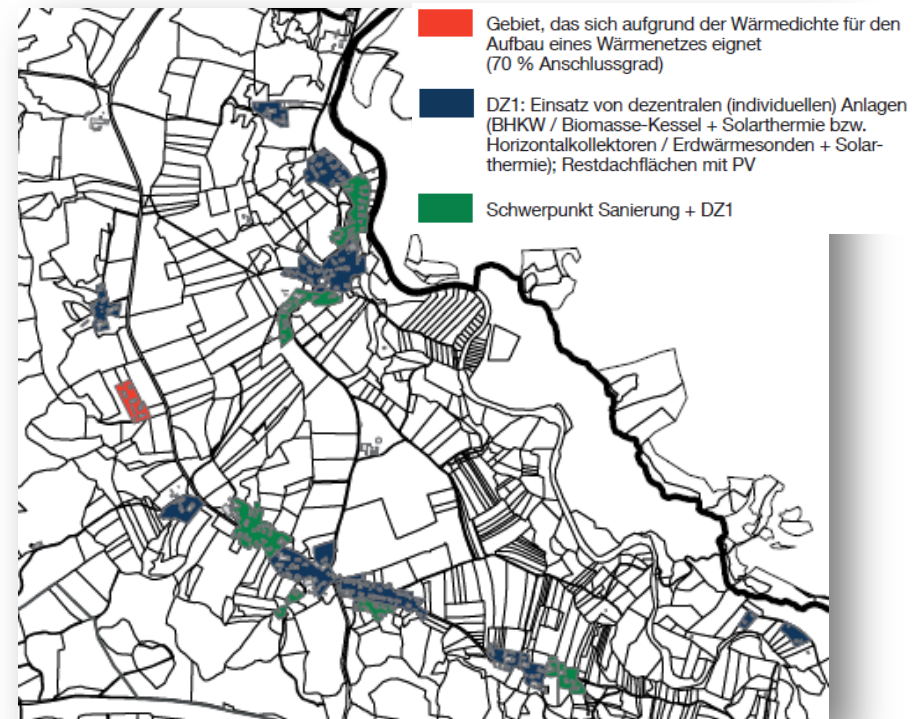 Gebiet, das sich aufgrund der Wärmedichte für den
Aufbau eines Wärmenetzes eignet
(70 % Anschlussgrad)
DZ1: Einsatz von dezentralen (individuellen) Anlagen
(BHKW / Biomasse-Kessel + Solarthermie bzw.
Horizontalkollektoren / Erdwärmesonden + Solar-
thermie); Restdachflächen mit PV
Schwerpunkt Sanierung + DZ1